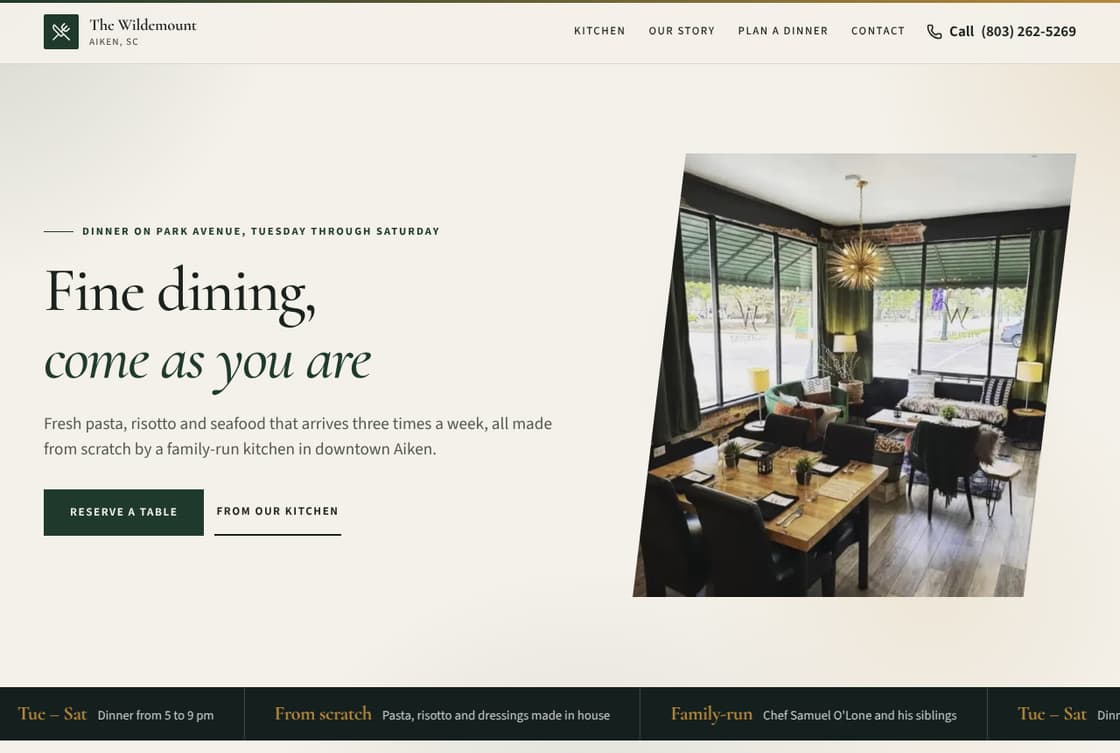 The Wildemount
AIKEN, SC
KITCHEN
OUR STORY
PLAN A DINNER
CONTACT
Call (803) 262-5269
DINNER ON PARK AVENUE, TUESDAY THROUGH SATURDAY
Fine dining,
come as you are
Fresh pasta, risotto and seafood that arrives three times a week, all made
from scratch by a family-run kitchen in downtown Aiken.
RESERVE A TABLE
FROM OUR KITCHEN
W
Tue – Sat Dinner from 5 to 9 pm
From scratch Pasta, risotto and dressings made in house
Family-run Chef Samuel O'Lone and his siblings
Tue – Sat